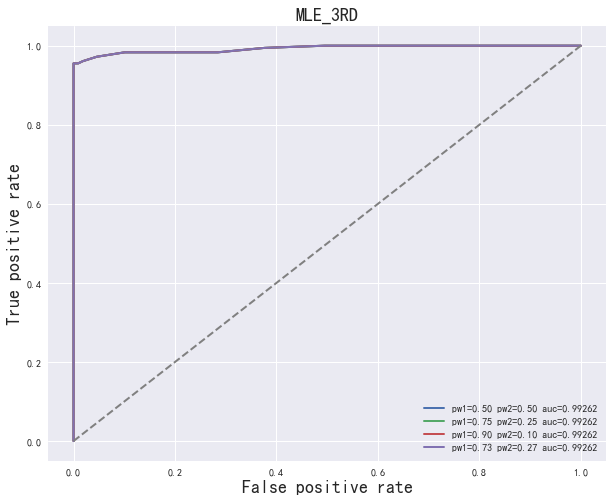 MLE_3RD
True positive rate
1.0
0.8
0.6
0.4
0.2
0.0
pw1=0.50 pw2=0.50 auc=0.99262
pw1=0.75 pw2=0.25 auc=0.99262
pw1=0.90 pw2=0.10 auc=0.99262
pw1=0.73 pw2=0.27 auc=0.99262
0.0 0.2 0.4 0.6 0.8 1.0
False positive rate